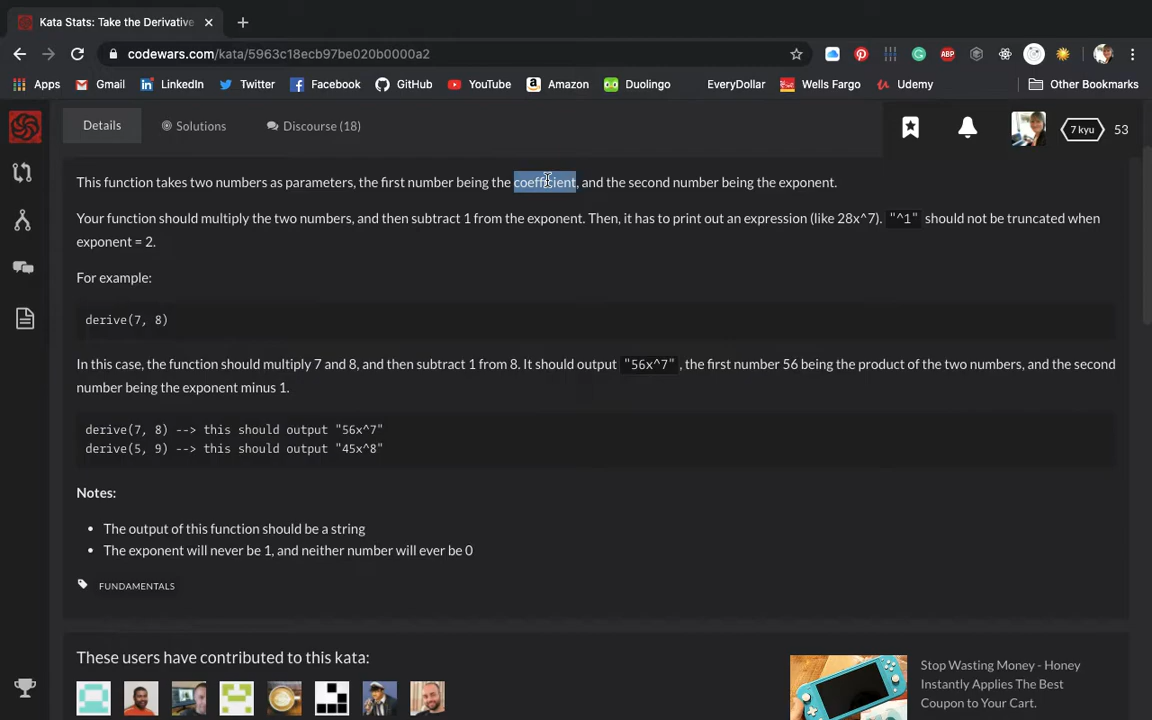 Kata Stats: Take the Derivative
codewars.com/kata/5963c18ecb97be020b0000a2
Apps Gmail LinkedIn Twitter Facebook GitHub YouTube Amazon Duolingo EveryDollar Wells Fargo Udemy Other Bookmarks
ABP
Details Solutions Discourse (18) 7 kyu 53
This function takes two numbers as parameters, the first number being the coefficient, and the second number being the exponent.
Your function should multiply the two numbers, and then subtract 1 from the exponent. Then, it has to print out an expression (like 28x^7). "^1" should not be truncated when
exponent = 2.
For example:
derive(7, 8)
In this case, the function should multiply 7 and 8, and then subtract 1 from 8. It should output "56x^7", the first number 56 being the product of the two numbers, and the second
number being the exponent minus 1.
derive(7, 8) --> this should output "56x^7"
derive(5, 9) --> this should output "45x^8"
Notes:
• The output of this function should be a string
• The exponent will never be 1, and neither number will ever be 0
FUNDAMENTALS
These users have contributed to this kata:
Stop Wasting Money - Honey
Instantly Applies The Best
Coupon to Your Cart.